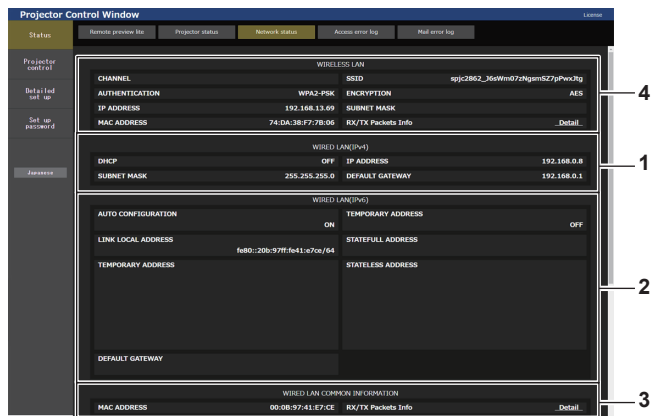 Projector Control Window
License
Status
Remote preview lite
Projector status
Network status
Access error log
Mail error log
Projector
control
Detailed
set up
Set up
password
Japanese
WIRELESS LAN
CHANNEL
SSID spjc2862_J6sWm07zNgsmSZ7pPwxJtg
AUTHENTICATION WPA2-PSK
ENCRYPTION AES
IP ADDRESS 192.168.13.69
SUBNET MASK
MAC ADDRESS 74:DA:38:F7:7B:06
RX/TX Packets Info Detail
4
WIRED LAN(IPv4)
DHCP OFF
IP ADDRESS 192.168.0.8
SUBNET MASK 255.255.255.0
DEFAULT GATEWAY 192.168.0.1
1
WIRED LAN(IPv6)
AUTO CONFIGURATION
ON
TEMPORARY ADDRESS
OFF
LINK LOCAL ADDRESS
fe80::20b:97ff:fe41:e7ce/64
STATEFULL ADDRESS
TEMPORARY ADDRESS
STATELESS ADDRESS
DEFAULT GATEWAY
2
WIRED LAN COMMON INFORMATION
MAC ADDRESS 00:0B:97:41:E7:CE
RX/TX Packets Info Detail
3